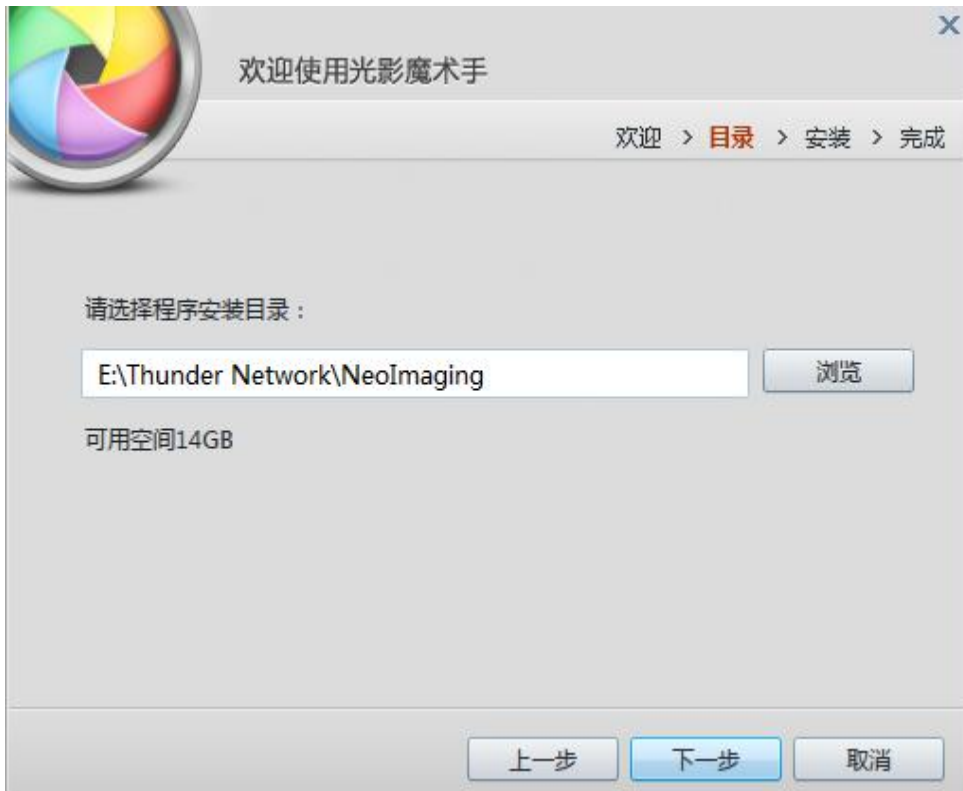 欢迎使用光影魔术手
欢迎 > 目录 > 安装 > 完成
请选择程序安装目录：
E:\Thunder Network\NeoImaging
浏览
可用空间14GB
上一步
下一步
取消